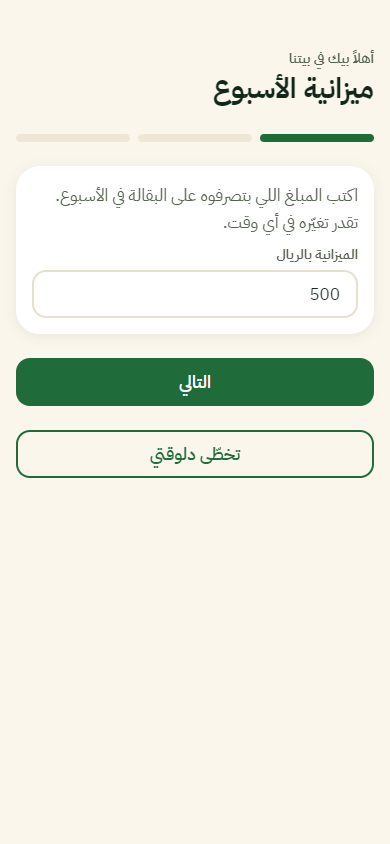 أهلاً بيك في بيتنا
ميزانية الأسبوع
اكتب المبلغ اللي بتصرفوه على البقالة في الأسبوع.
تقدر تغيّره في أي وقت.
الميزانية بالريال
500
التالي
تخطّى دلوقتي